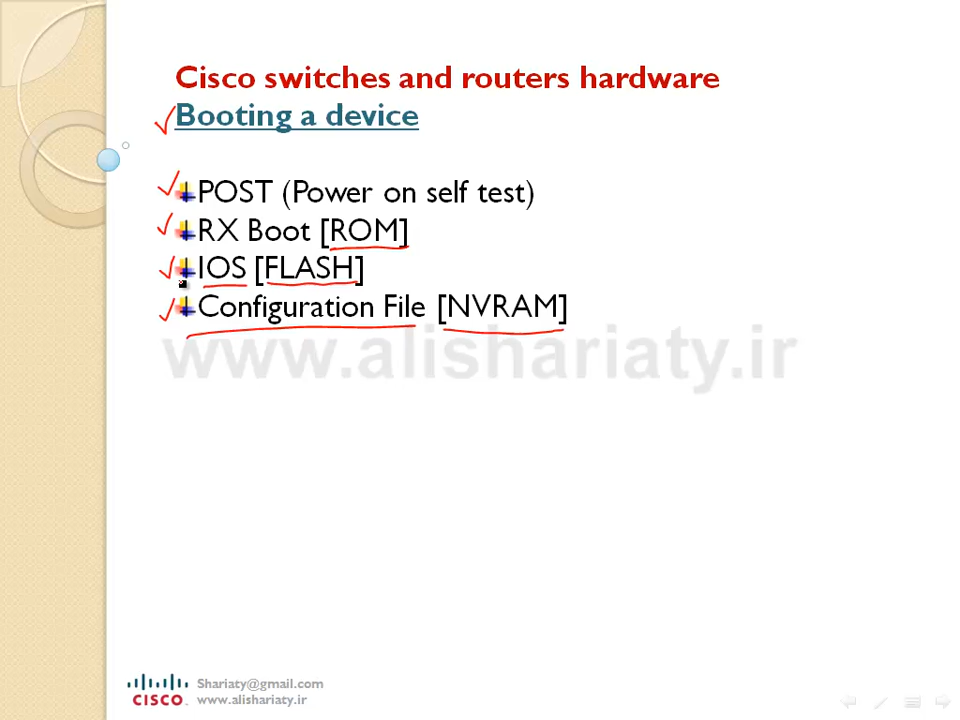 Cisco switches and routers hardware
Booting a device
POST (Power on self test)
RX Boot [ROM]
IOS [FLASH]
Configuration File [NVRAM]
www.alishariaty.ir
CISCO
Shariaty@gmail.com
www.alishariaty.ir